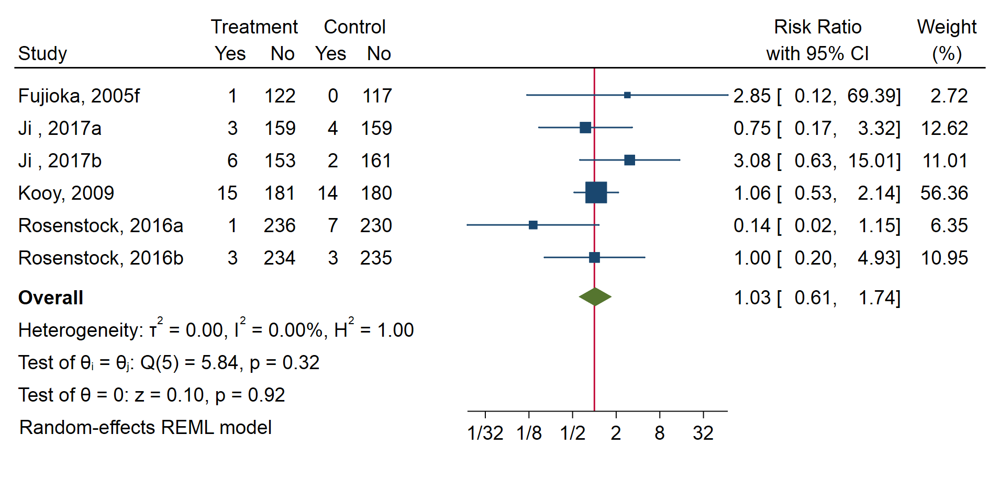 Treatment Control Risk Ratio Weight
Study Yes No Yes No with 95% CI (%)
Fujioka, 2005f 1 122 0 117 2.85 [ 0.12, 69.39] 2.72
Ji , 2017a 3 159 4 159 0.75 [ 0.17, 3.32] 12.62
Ji , 2017b 6 153 2 161 3.08 [ 0.63, 15.01] 11.01
Kooy, 2009 15 181 14 180 1.06 [ 0.53, 2.14] 56.36
Rosenstock, 2016a 1 236 7 230 0.14 [ 0.02, 1.15] 6.35
Rosenstock, 2016b 3 234 3 235 1.00 [ 0.20, 4.93] 10.95
Overall 1.03 [ 0.61, 1.74]
Heterogeneity: τ² = 0.00, I² = 0.00%, H² = 1.00
Test of θᵢ = θⱼ: Q(5) = 5.84, p = 0.32
Test of θ = 0: z = 0.10, p = 0.92
Random-effects REML model
1/32 1/8 1/2 2 8 32